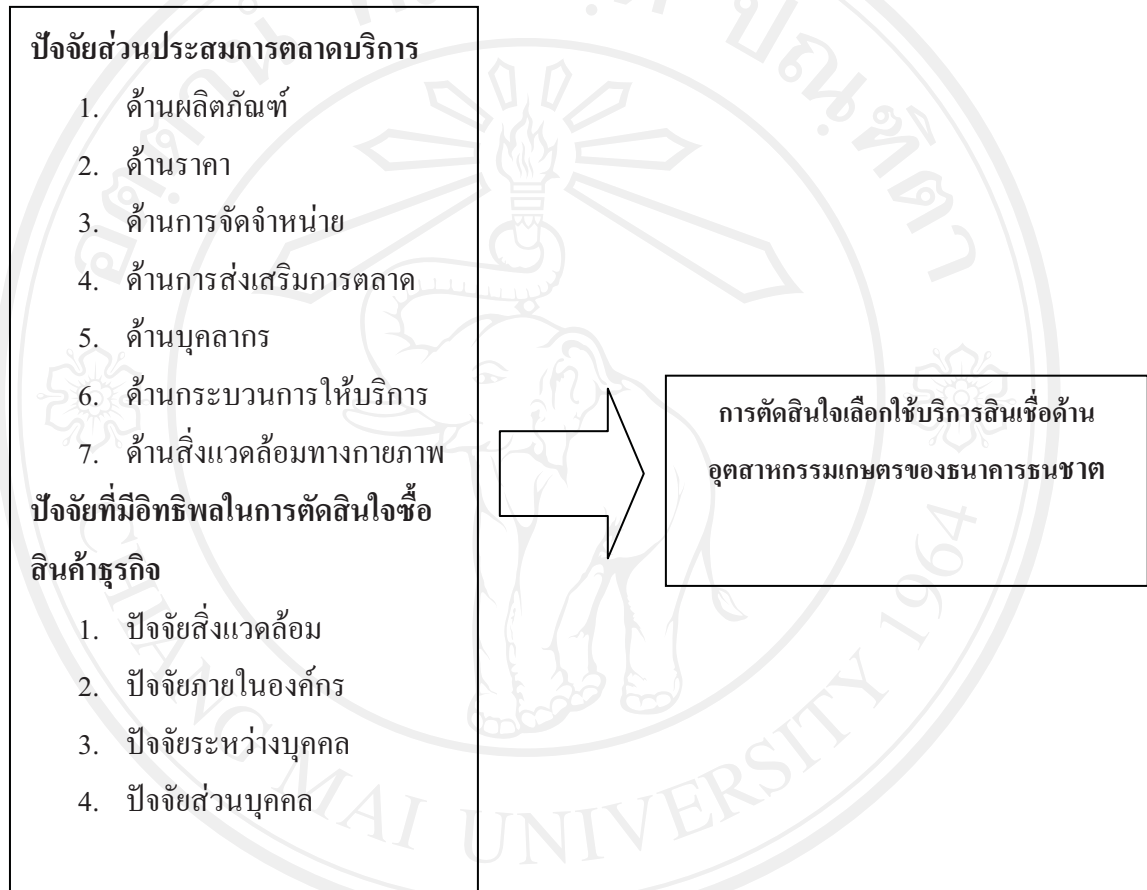 ปัจจัยส่วนประสมการตลาดบริการ
1. ด้านผลิตภัณฑ์
2. ด้านราคา
3. ด้านการจัดจำหน่าย
4. ด้านการส่งเสริมการตลาด
5. ด้านบุคลากร
6. ด้านกระบวนการให้บริการ
7. ด้านสิ่งแวดล้อมทางกายภาพ
ปัจจัยที่มีอิทธิพลในการตัดสินใจซื้อ
สินค้าธุรกิจ
1. ปัจจัยสิ่งแวดล้อม
2. ปัจจัยภายในองค์กร
3. ปัจจัยระหว่างบุคคล
4. ปัจจัยส่วนบุคคล
การตัดสินใจเลือกใช้บริการสินเชื่อด้าน
อุตสาหกรรมเกษตรของธนาคารธนชาต
CHIANG MAI UNIVERSITY 1964